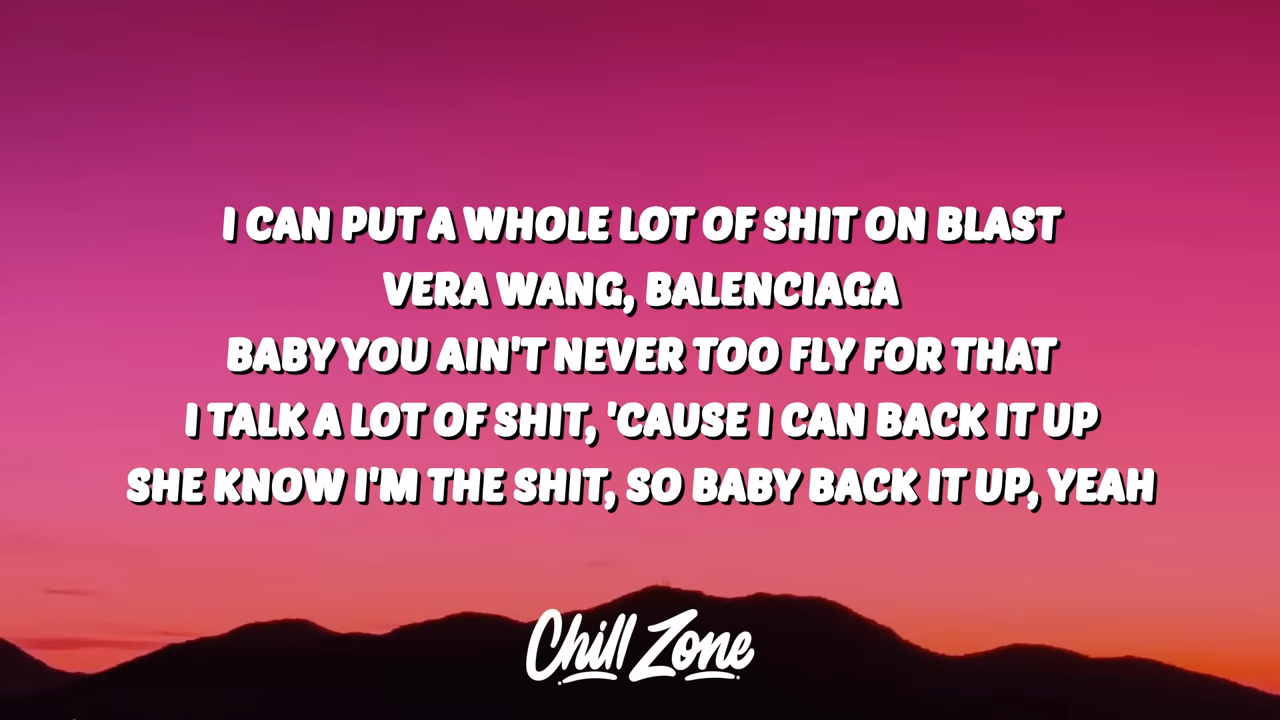 I CAN PUT A WHOLE LOT OF SHIT ON BLAST
VERA WANG, BALENCIAGA
BABY YOU AIN'T NEVER TOO FLY FOR THAT
I TALK A LOT OF SHIT, 'CAUSE I CAN BACK IT UP
SHE KNOW I'M THE SHIT, SO BABY BACK IT UP, YEAH
Chill Zone